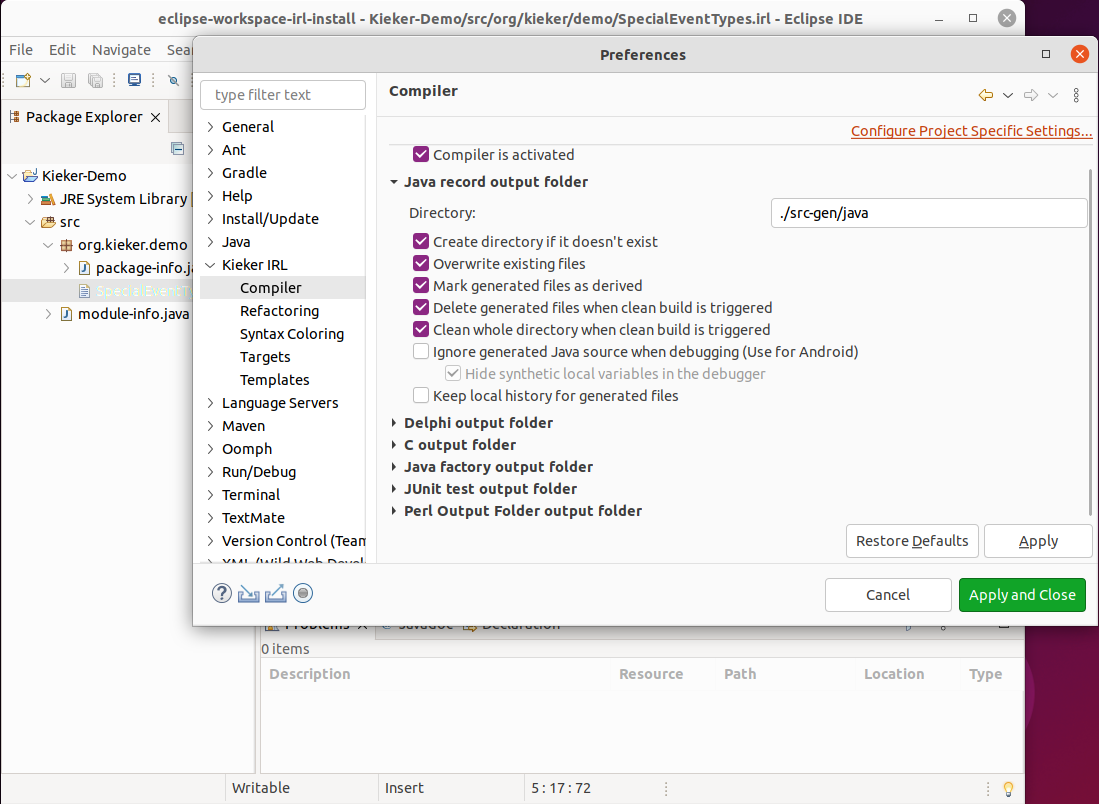 eclipse-workspace-irl-install - Kieker-Demo/src/org/kieker/demo/SpecialEventTypes.irl - Eclipse IDE
File Edit Navigate Sear
Preferences
type filter text
Compiler
Package Explorer
Configure Project Specific Settings...
General
Ant
Gradle
Help
Install/Update
Java
Kieker IRL
Compiler
Refactoring
Syntax Coloring
Targets
Templates
Language Servers
Maven
Oomph
Run/Debug
Terminal
TextMate
Version Control (Team
XML (Wild Web Devel
Kieker-Demo
JRE System Library [
src
org.kieker.demo
package-info.ja
SpecialEventT
module-info.java
Compiler is activated
Java record output folder
Directory:
./src-gen/java
Create directory if it doesn't exist
Overwrite existing files
Mark generated files as derived
Delete generated files when clean build is triggered
Clean whole directory when clean build is triggered
Ignore generated Java source when debugging (Use for Android)
Hide synthetic local variables in the debugger
Keep local history for generated files
Delphi output folder
C output folder
Java factory output folder
JUnit test output folder
Perl Output Folder output folder
Restore Defaults
Apply
Cancel
Apply and Close
Problems Javadoc Declaration
0 items
Description Resource Path Location Type
Writable Insert 5 : 17 : 72